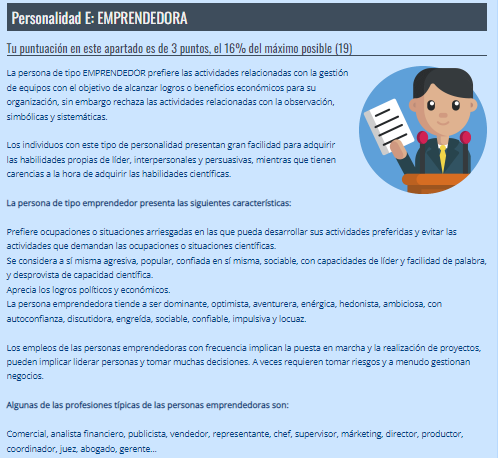 Personalidad E: EMPRENDEDORA
Tu puntuación en este apartado es de 3 puntos, el 16% del máximo posible (19)
La persona de tipo EMPRENDEDOR prefiere las actividades relacionadas con la gestión
de equipos con el objetivo de alcanzar logros o beneficios económicos para su
organización, sin embargo rechaza las actividades relacionadas con la observación,
simbólicas y sistemáticas.
Los individuos con este tipo de personalidad presentan gran facilidad para adquirir
las habilidades propias de líder, interpersonales y persuasivas, mientras que tienen
carencias a la hora de adquirir las habilidades científicas.
La persona de tipo emprendedor presenta las siguientes características:
Prefiere ocupaciones o situaciones arriesgadas en las que pueda desarrollar sus actividades preferidas y evitar las
actividades que demandan las ocupaciones o situaciones científicas.
Se considera a sí misma agresiva, popular, confiada en sí misma, sociable, con capacidades de líder y facilidad de palabra,
y desprovista de capacidad científica.
Aprecia los logros políticos y económicos.
La persona emprendedora tiende a ser dominante, optimista, aventurera, enérgica, hedonista, ambiciosa, con
autoconfianza, discutidora, engreída, sociable, confiable, impulsiva y locuaz.
Los empleos de las personas emprendedoras con frecuencia implican la puesta en marcha y la realización de proyectos,
pueden implicar liderar personas y tomar muchas decisiones. A veces requieren tomar riesgos y a menudo gestionan
negocios.
Algunas de las profesiones típicas de las personas emprendedoras son:
Comercial, analista financiero, publicista, vendedor, representante, chef, supervisor, márketing, director, productor,
coordinador, juez, abogado, gerente...